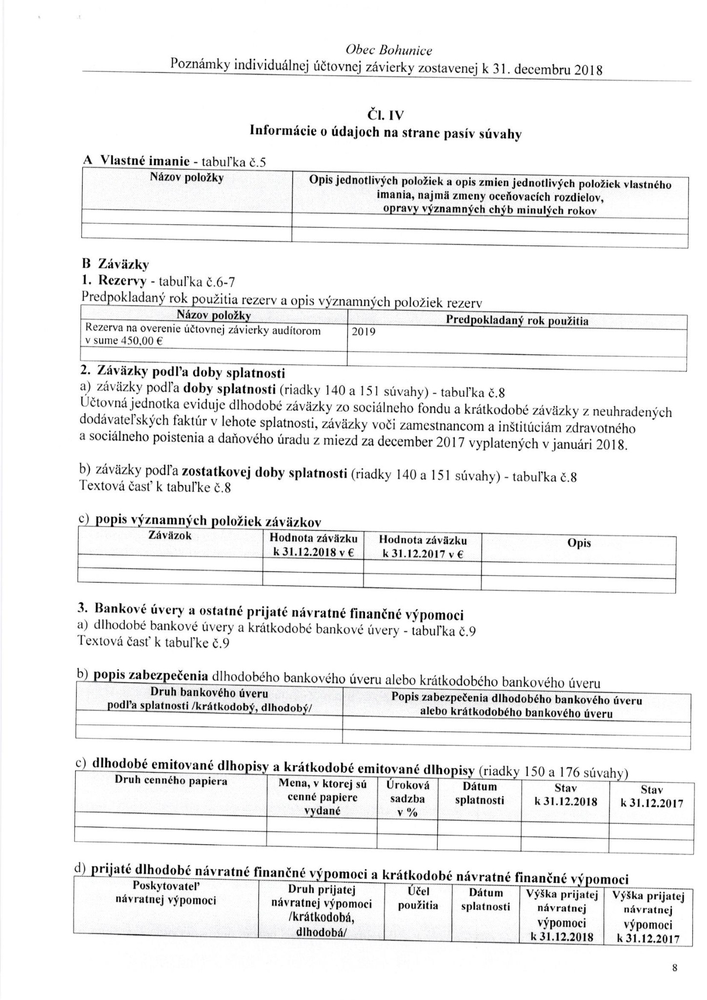 Obec Bohunice
Poznámky individuálnej účtovnej závierky zostavenej k 31. decembru 2018
Čl. IV
Informácie o údajoch na strane pasív súvahy
A Vlastné imanie - tabuľka č.5
Názov položky
Opis jednotlivých položiek a opis zmien jednotlivých položiek vlastného
imania, najmä zmeny oceňovacích rozdielov,
opravy významných chýb minulých rokov
B Záväzky
1. Rezervy - tabuľka č.6-7
Predpokladaný rok použitia rezerv a opis významných položiek rezerv
Názov položky
Predpokladaný rok použitia
Rezerva na overenie účtovnej závierky audítorom
v sume 450,00 €
2019
2. Záväzky podľa doby splatnosti
a) záväzky podľa doby splatnosti (riadky 140 a 151 súvahy) - tabuľka č.8
Účtovná jednotka eviduje dlhodobé záväzky zo sociálneho fondu a krátkodobé záväzky z neuhradených
dodávateľských faktúr v lehote splatnosti, záväzky voči zamestnancom a inštitúciám zdravotného
a sociálneho poistenia a daňového úradu z miezd za december 2017 vyplatených v januári 2018.
b) záväzky podľa zostatkovej doby splatnosti (riadky 140 a 151 súvahy) - tabuľka č.8
Textová časť k tabuľke č.8
c) popis významných položiek záväzkov
Záväzok
Hodnota záväzku
k 31.12.2018 v €
Hodnota záväzku
k 31.12.2017 v €
Opis
3. Bankové úvery a ostatné prijaté návratné finančné výpomoci
a) dlhodobé bankové úvery a krátkodobé bankové úvery - tabuľka č.9
Textová časť k tabuľke č.9
b) popis zabezpečenia dlhodobého bankového úveru alebo krátkodobého bankového úveru
Druh bankového úveru
podľa splatnosti /krátkodobý, dlhodobý/
Popis zabezpečenia dlhodobého bankového úveru
alebo krátkodobého bankového úveru
c) dlhodobé emitované dlhopisy a krátkodobé emitované dlhopisy (riadky 150 a 176 súvahy)
Druh cenného papiera
Mena, v ktorej sú
cenné papiere
vydané
Úroková
sadzba
v %
Dátum
splatnosti
Stav
k 31.12.2018
Stav
k 31.12.2017
d) prijaté dlhodobé návratné finančné výpomoci a krátkodobé návratné finančné výpomoci
Poskytovateľ
návratnej výpomoci
Druh prijatej
návratnej výpomoci
/krátkodobá,
dlhodobá/
Účel
použitia
Dátum
splatnosti
Výška prijatej
návratnej
výpomoci
k 31.12.2018
Výška prijatej
návratnej
výpomoci
k 31.12.2017
8